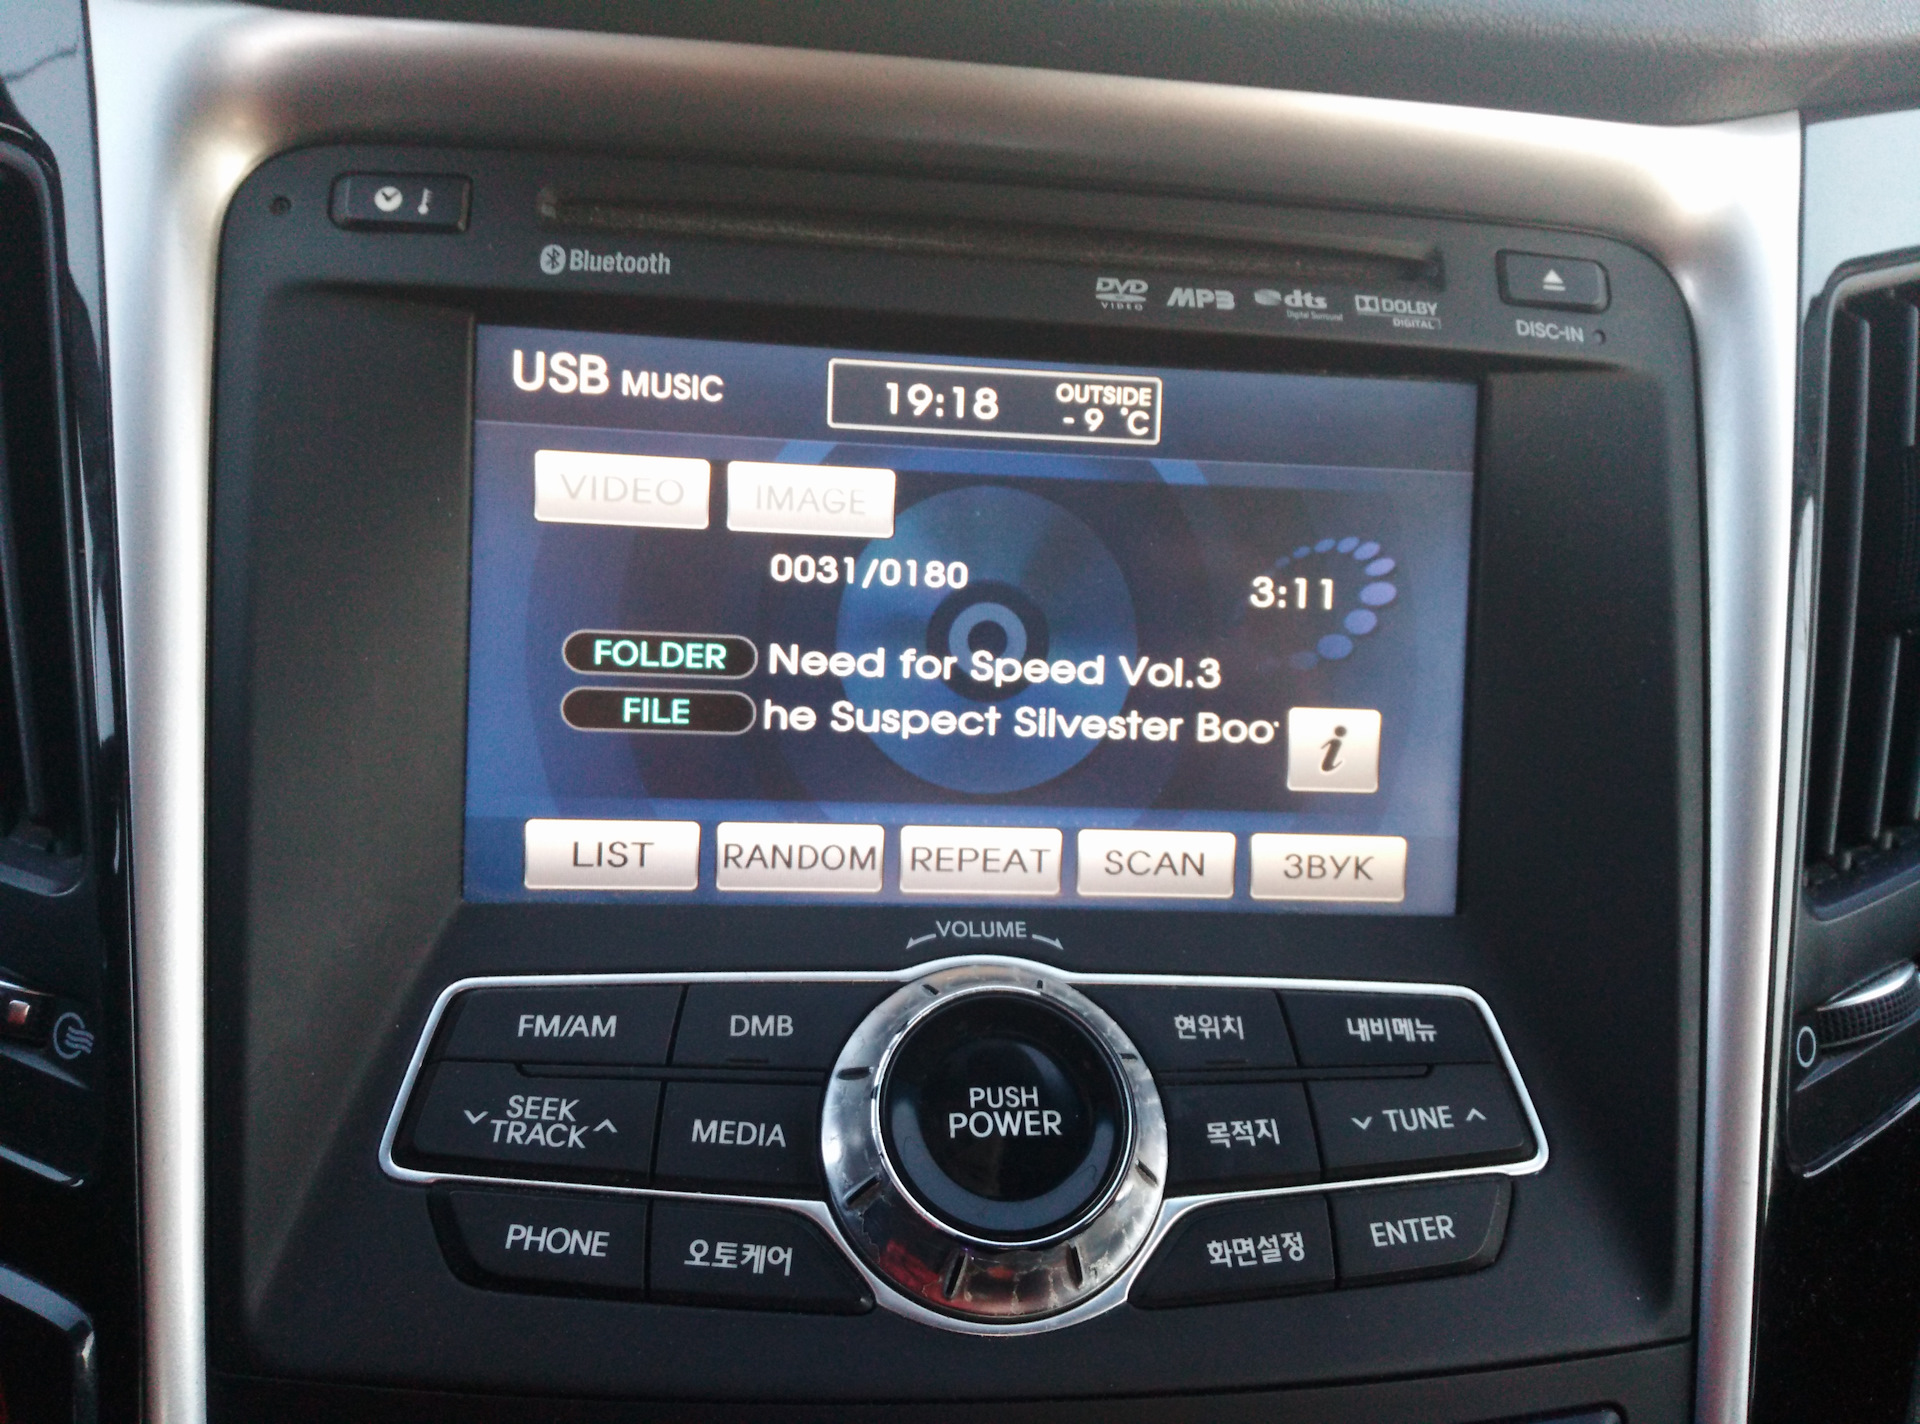 Bluetooth
DVD VIDEO
MP3
dts Digital Surround
DOLBY DIGITAL
DISC-IN
USB MUSIC
19:18
OUTSIDE
-9 °C
VIDEO
IMAGE
0031/0180
3:11
FOLDER
Need for Speed Vol.3
FILE
he Suspect Silvester Boo
i
LIST
RANDOM
REPEAT
SCAN
ЗВУК
VOLUME
FM/AM
DMB
현위치
내비메뉴
SEEK
TRACK
MEDIA
PUSH
POWER
목적지
TUNE
PHONE
오토케어
화면설정
ENTER